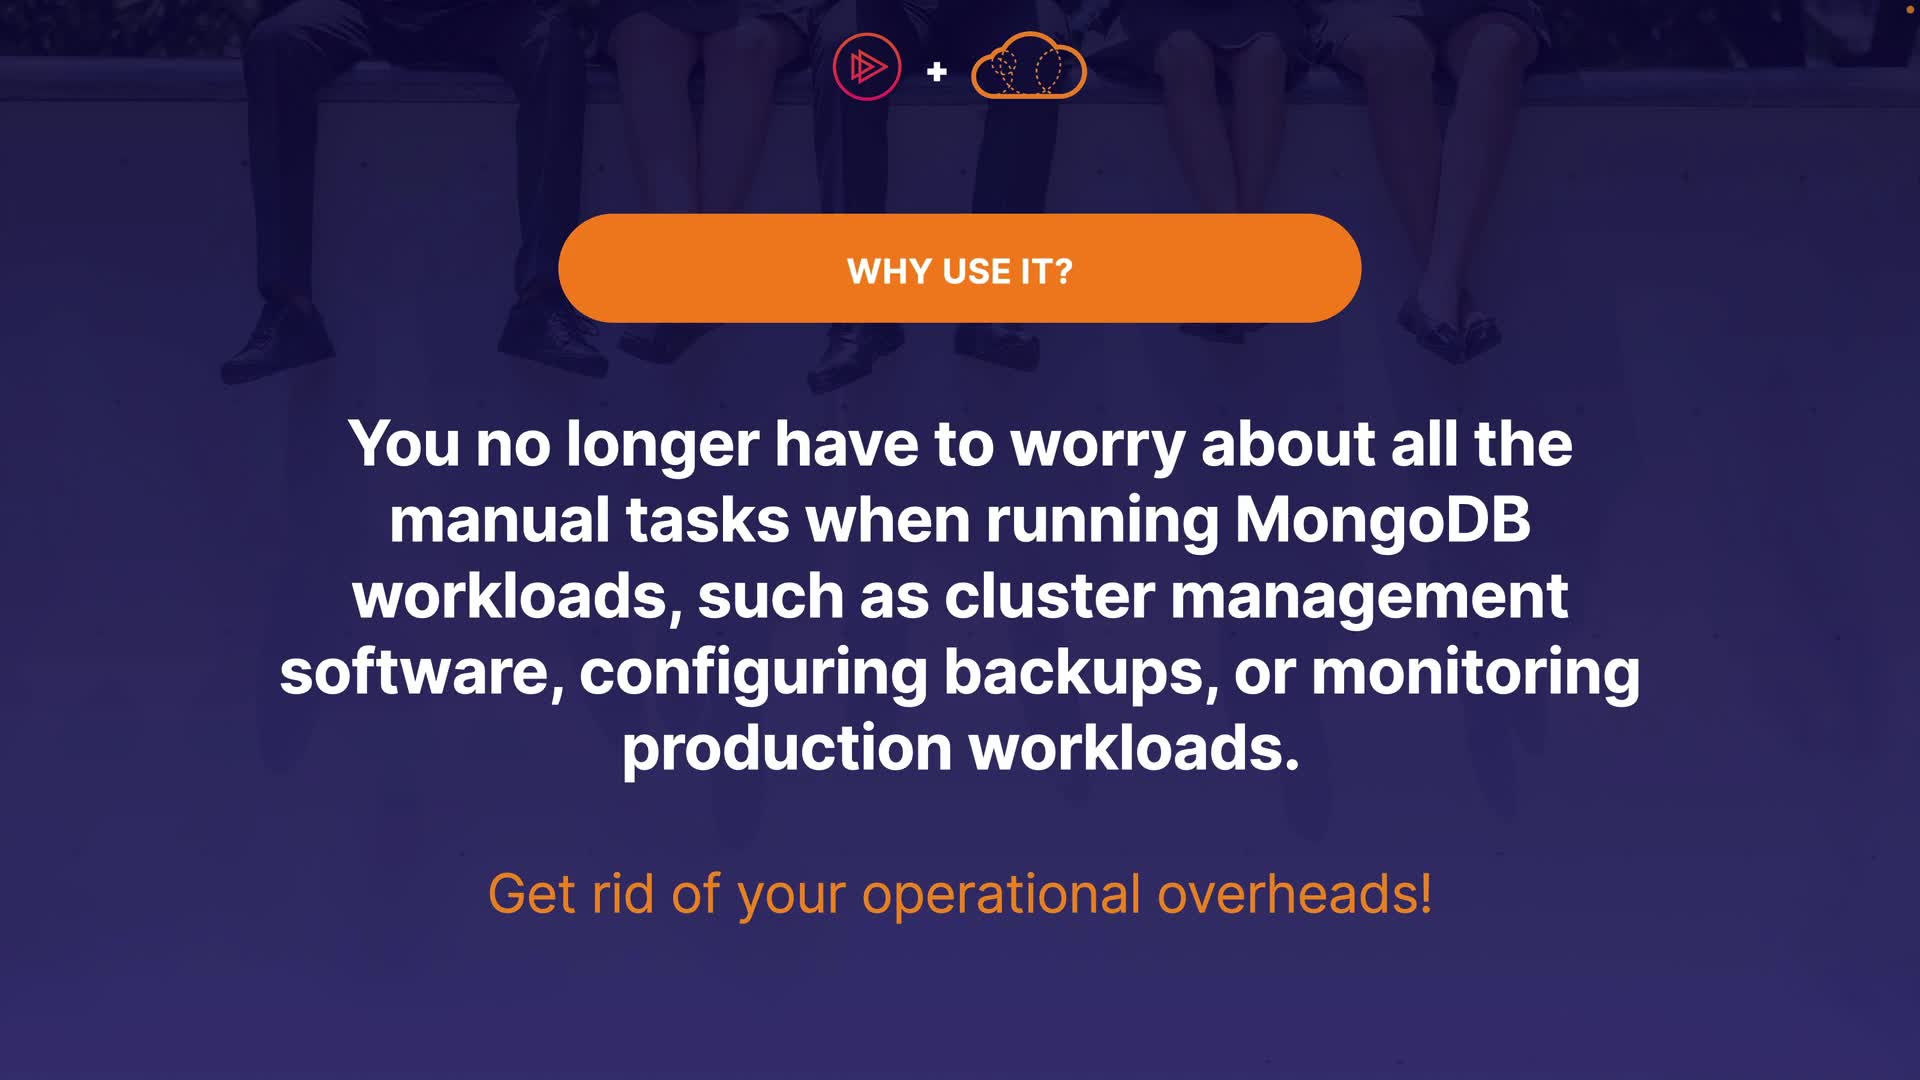 WHY USE IT?
You no longer have to worry about all the
manual tasks when running MongoDB
workloads, such as cluster management
software, configuring backups, or monitoring
production workloads.
Get rid of your operational overheads!